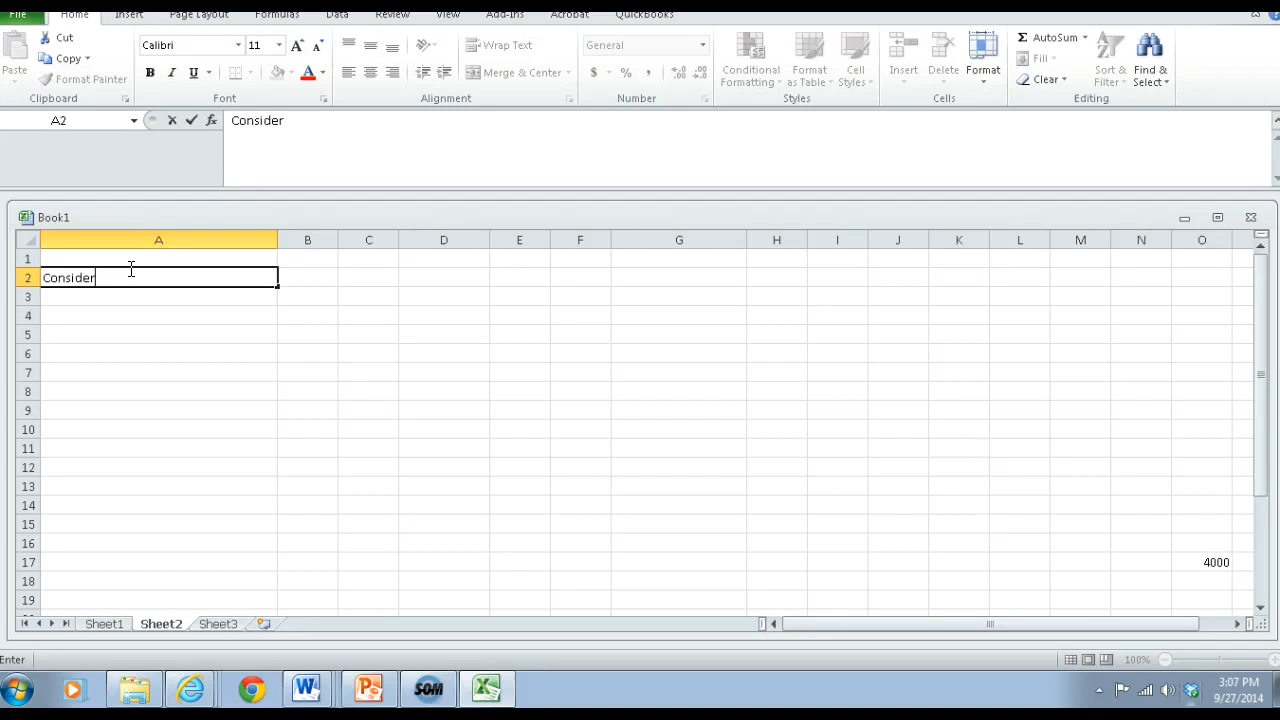 File Home Insert Page Layout Formulas Data Review View Add-Ins Acrobat QuickBooks
Cut Calibri 11 Wrap Text General AutoSum
Paste Copy Fill
Format Painter Merge & Center $ % , Conditional Formatting Format as Table Cell Styles Insert Delete Format Clear Sort & Filter Find & Select
Clipboard Font Alignment Number Styles Cells Editing
A2 fx Consider
Book1
A B C D E F G H I J K L M N O
1
2 Consider
3
4
5
6
7
8
9
10
11
12
13
14
15
16
17 4000
18
19
Sheet1 Sheet2 Sheet3
Enter 100%
SOM 3:07 PM
9/27/2014